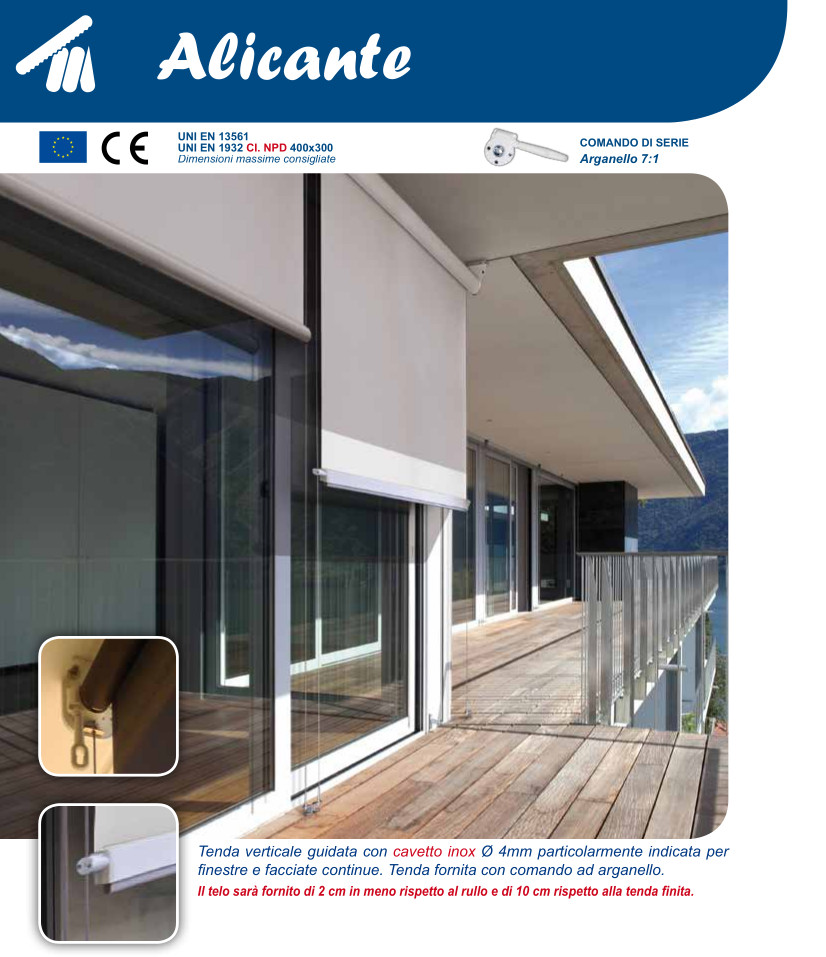 Alicante
CE
UNI EN 13561
UNI EN 1932 Cl. NPD 400x300
Dimensioni massime consigliate
COMANDO DI SERIE
Arganello 7:1
Tenda verticale guidata con cavetto inox Ø 4mm particolarmente indicata per
finestre e facciate continue. Tenda fornita con comando ad arganello.
Il telo sarà fornito di 2 cm in meno rispetto al rullo e di 10 cm rispetto alla tenda finita.